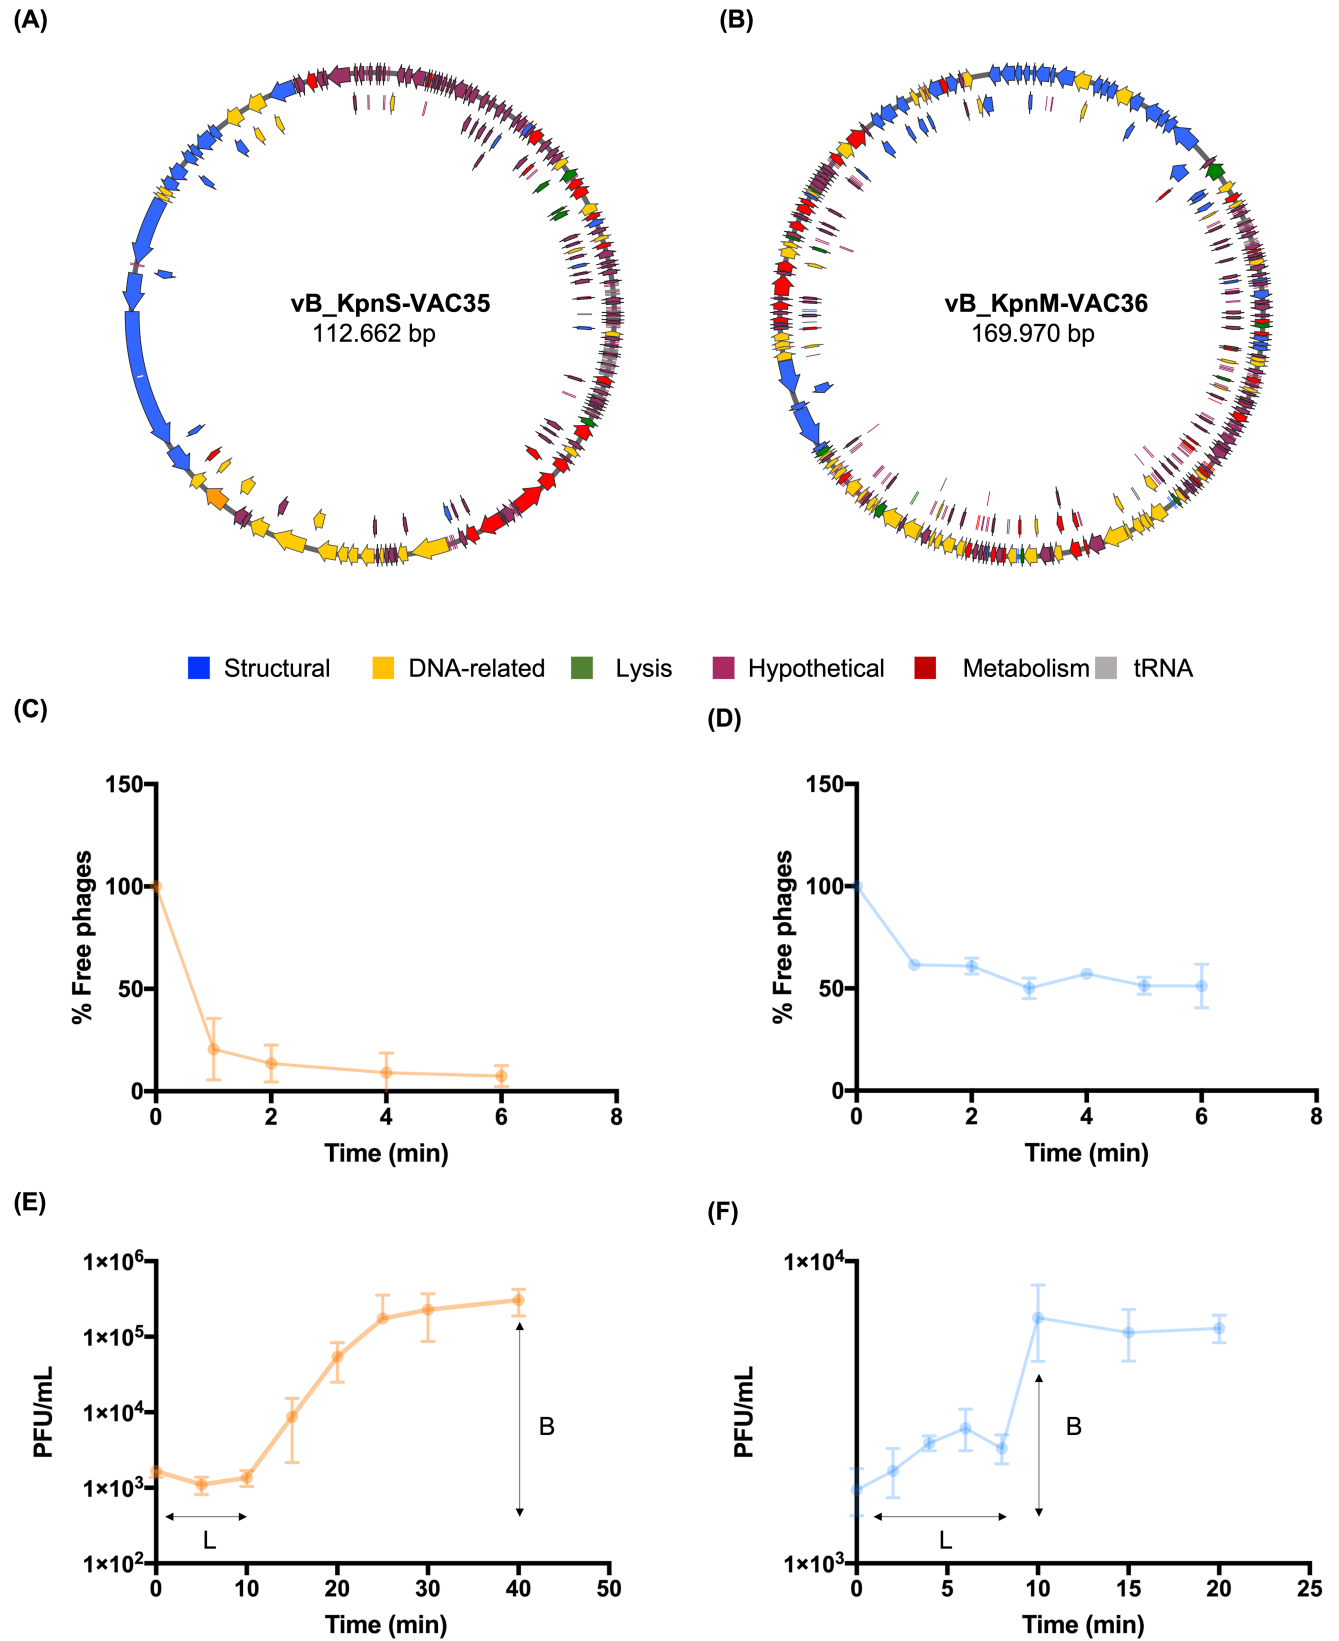 (A)
(B)
vB_KpnS-VAC35
112.662 bp
vB_KpnM-VAC36
169.970 bp
Structural
DNA-related
Lysis
Hypothetical
Metabolism
tRNA
(C)
150
100
50
0
% Free phages
0 2 4 6 8
Time (min)
(D)
150
100
50
0
% Free phages
0 2 4 6 8
Time (min)
(E)
1×10⁶
1×10⁵
1×10⁴
1×10³
1×10²
PFU/mL
B
L
0 10 20 30 40 50
Time (min)
(F)
1×10⁴
1×10³
PFU/mL
B
L
0 5 10 15 20 25
Time (min)